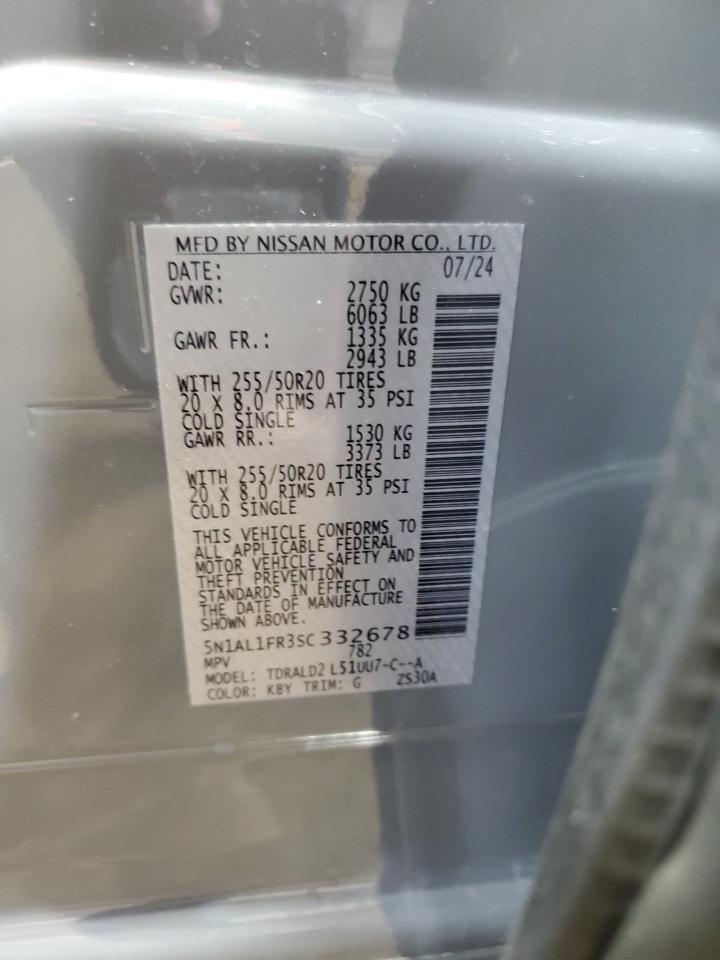 MFD BY NISSAN MOTOR CO., LTD.
DATE: 07/24
GVWR: 2750 KG
6063 LB
GAWR FR.: 1335 KG
2943 LB
WITH 255/50R20 TIRES
20 X 8.0 RIMS AT 35 PSI
COLD SINGLE
GAWR RR.: 1530 KG
3373 LB
WITH 255/50R20 TIRES
20 X 8.0 RIMS AT 35 PSI
COLD SINGLE
THIS VEHICLE CONFORMS TO
ALL APPLICABLE FEDERAL
MOTOR VEHICLE SAFETY AND
THEFT PREVENTION
STANDARDS IN EFFECT ON
THE DATE OF MANUFACTURE
SHOWN ABOVE.
5N1AL1FR3SC332678
MPV 782
MODEL: TDRALD2 L51UU7-C--A
COLOR: KBY TRIM: G ZS30A